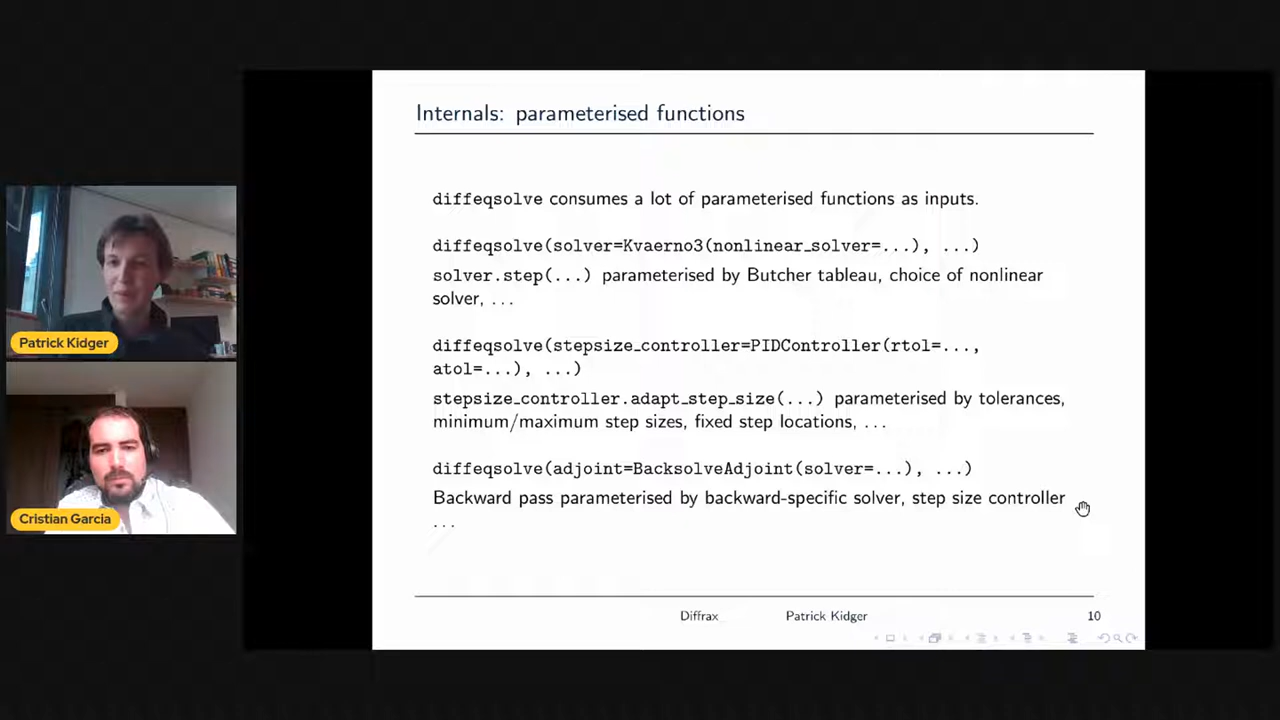 Internals: parameterised functions
diffeqsolve consumes a lot of parameterised functions as inputs.
diffeqsolve(solver=Kvaerno3(nonlinear_solver=...), ...)
solver.step(...) parameterised by Butcher tableau, choice of nonlinear
solver, ...
diffeqsolve(stepsize_controller=PIDController(rtol=...,
atol=...), ...)
stepsize_controller.adapt_step_size(...) parameterised by tolerances,
minimum/maximum step sizes, fixed step locations, ...
diffeqsolve(adjoint=BacksolveAdjoint(solver=...), ...)
Backward pass parameterised by backward-specific solver, step size controller
...
Diffrax Patrick Kidger 10
Patrick Kidger
Cristian Garcia